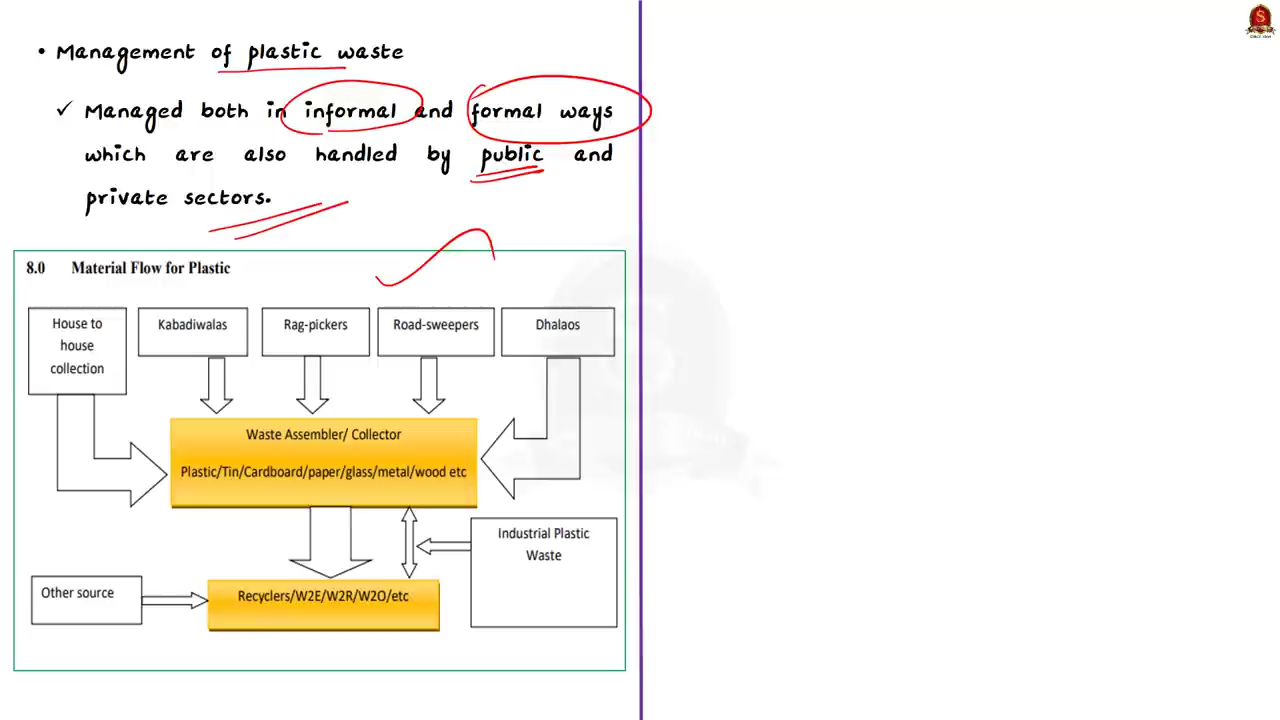 • Management of plastic waste
✓ Managed both in informal and formal ways
which are also handled by public and
private sectors.
8.0 Material Flow for Plastic
House to
house
collection
Kabadiwalas
Rag-pickers
Road-sweepers
Dhalaos
Waste Assembler/ Collector
Plastic/Tin/Cardboard/paper/glass/metal/wood etc
Industrial Plastic
Waste
Other source
Recyclers/W2E/W2R/W2O/etc